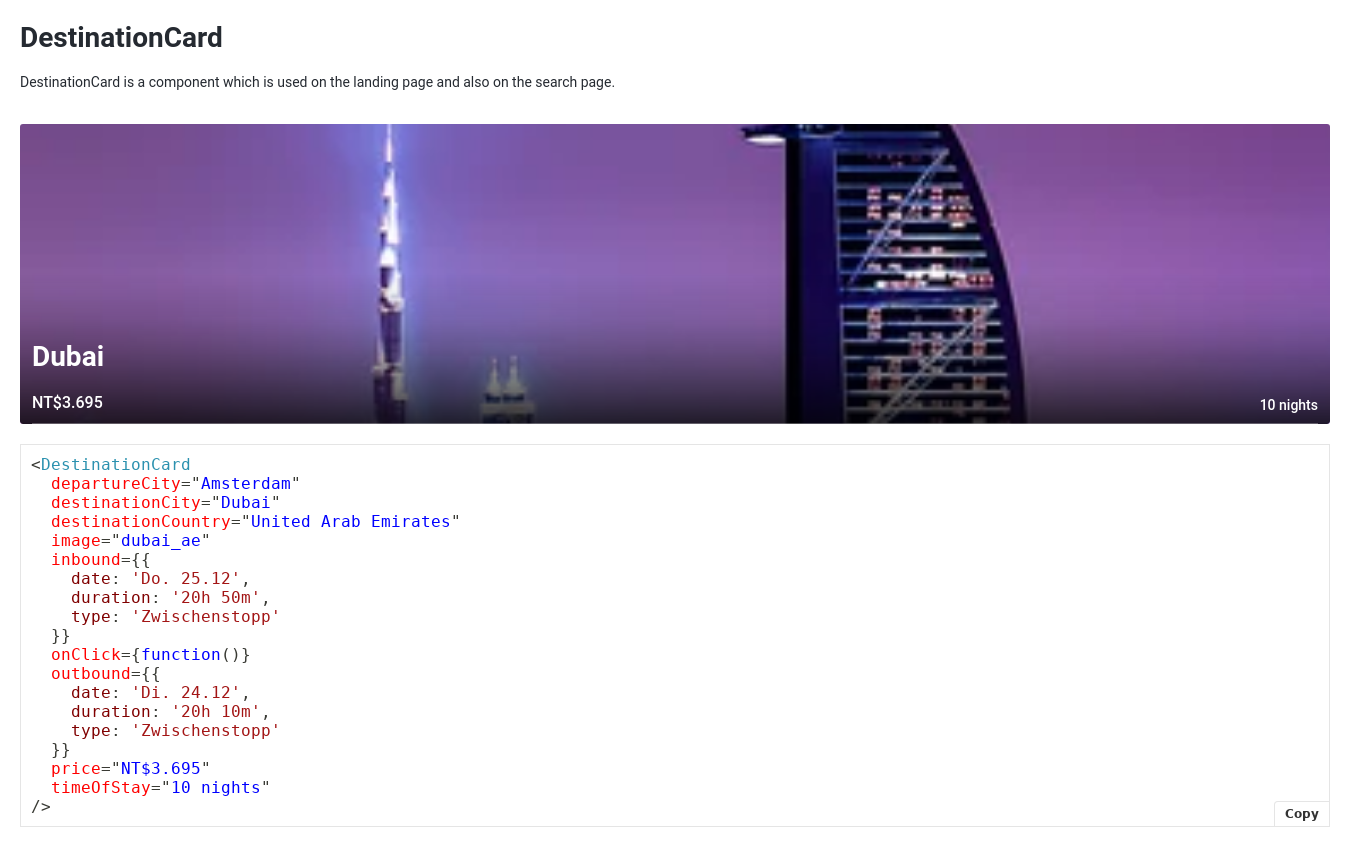 DestinationCard
DestinationCard is a component which is used on the landing page and also on the search page.
Dubai
NT$3.695
10 nights
<DestinationCard
  departureCity="Amsterdam"
  destinationCity="Dubai"
  destinationCountry="United Arab Emirates"
  image="dubai_ae"
  inbound={{
    date: 'Do. 25.12',
    duration: '20h 50m',
    type: 'Zwischenstopp'
  }}
  onClick={function()}
  outbound={{
    date: 'Di. 24.12',
    duration: '20h 10m',
    type: 'Zwischenstopp'
  }}
  price="NT$3.695"
  timeOfStay="10 nights"
/>
Copy